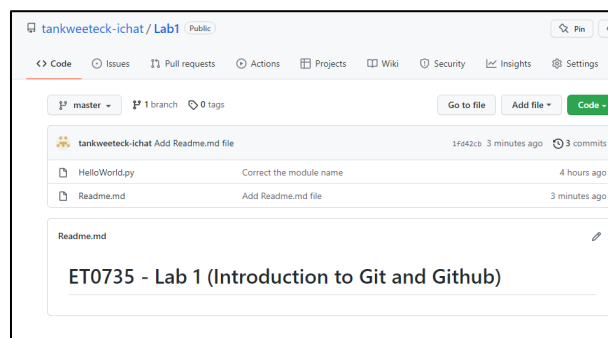 tankweeteck-ichat / Lab1 Public Pin
Code Issues Pull requests Actions Projects Wiki Security Insights Settings
master 1 branch 0 tags Go to file Add file Code
tankweeteck-ichat Add Readme.md file 1fd42cb 3 minutes ago 3 commits
HelloWorld.py Correct the module name 4 hours ago
Readme.md Add Readme.md file 3 minutes ago
Readme.md
ET0735 - Lab 1 (Introduction to Git and Github)